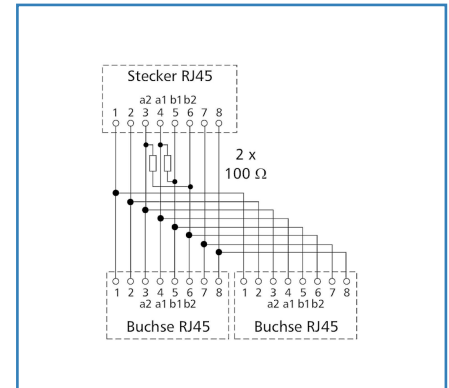 Stecker RJ45
a2 a1 b1 b2
1 2 3 4 5 6 7 8
2 x
100 Ω
1 2 3 4 5 6 7 8 1 2 3 4 5 6 7 8
a2 a1 b1 b2 a2 a1 b1 b2
Buchse RJ45 Buchse RJ45